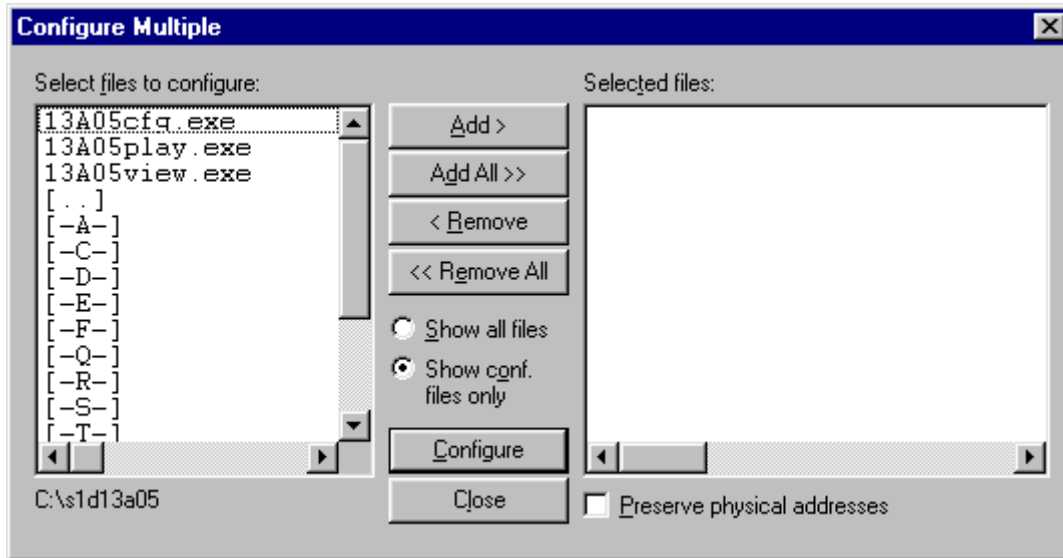 Configure Multiple
Select files to configure:
13A05cfg.exe
13A05play.exe
13A05view.exe
[..]
[-A-]
[-C-]
[-D-]
[-E-]
[-F-]
[-Q-]
[-R-]
[-S-]
[-T-]
C:\s1d13a05
Add >
Add All >>
< Remove
<< Remove All
Show all files
Show conf.
files only
Configure
Close
Selected files:
Preserve physical addresses